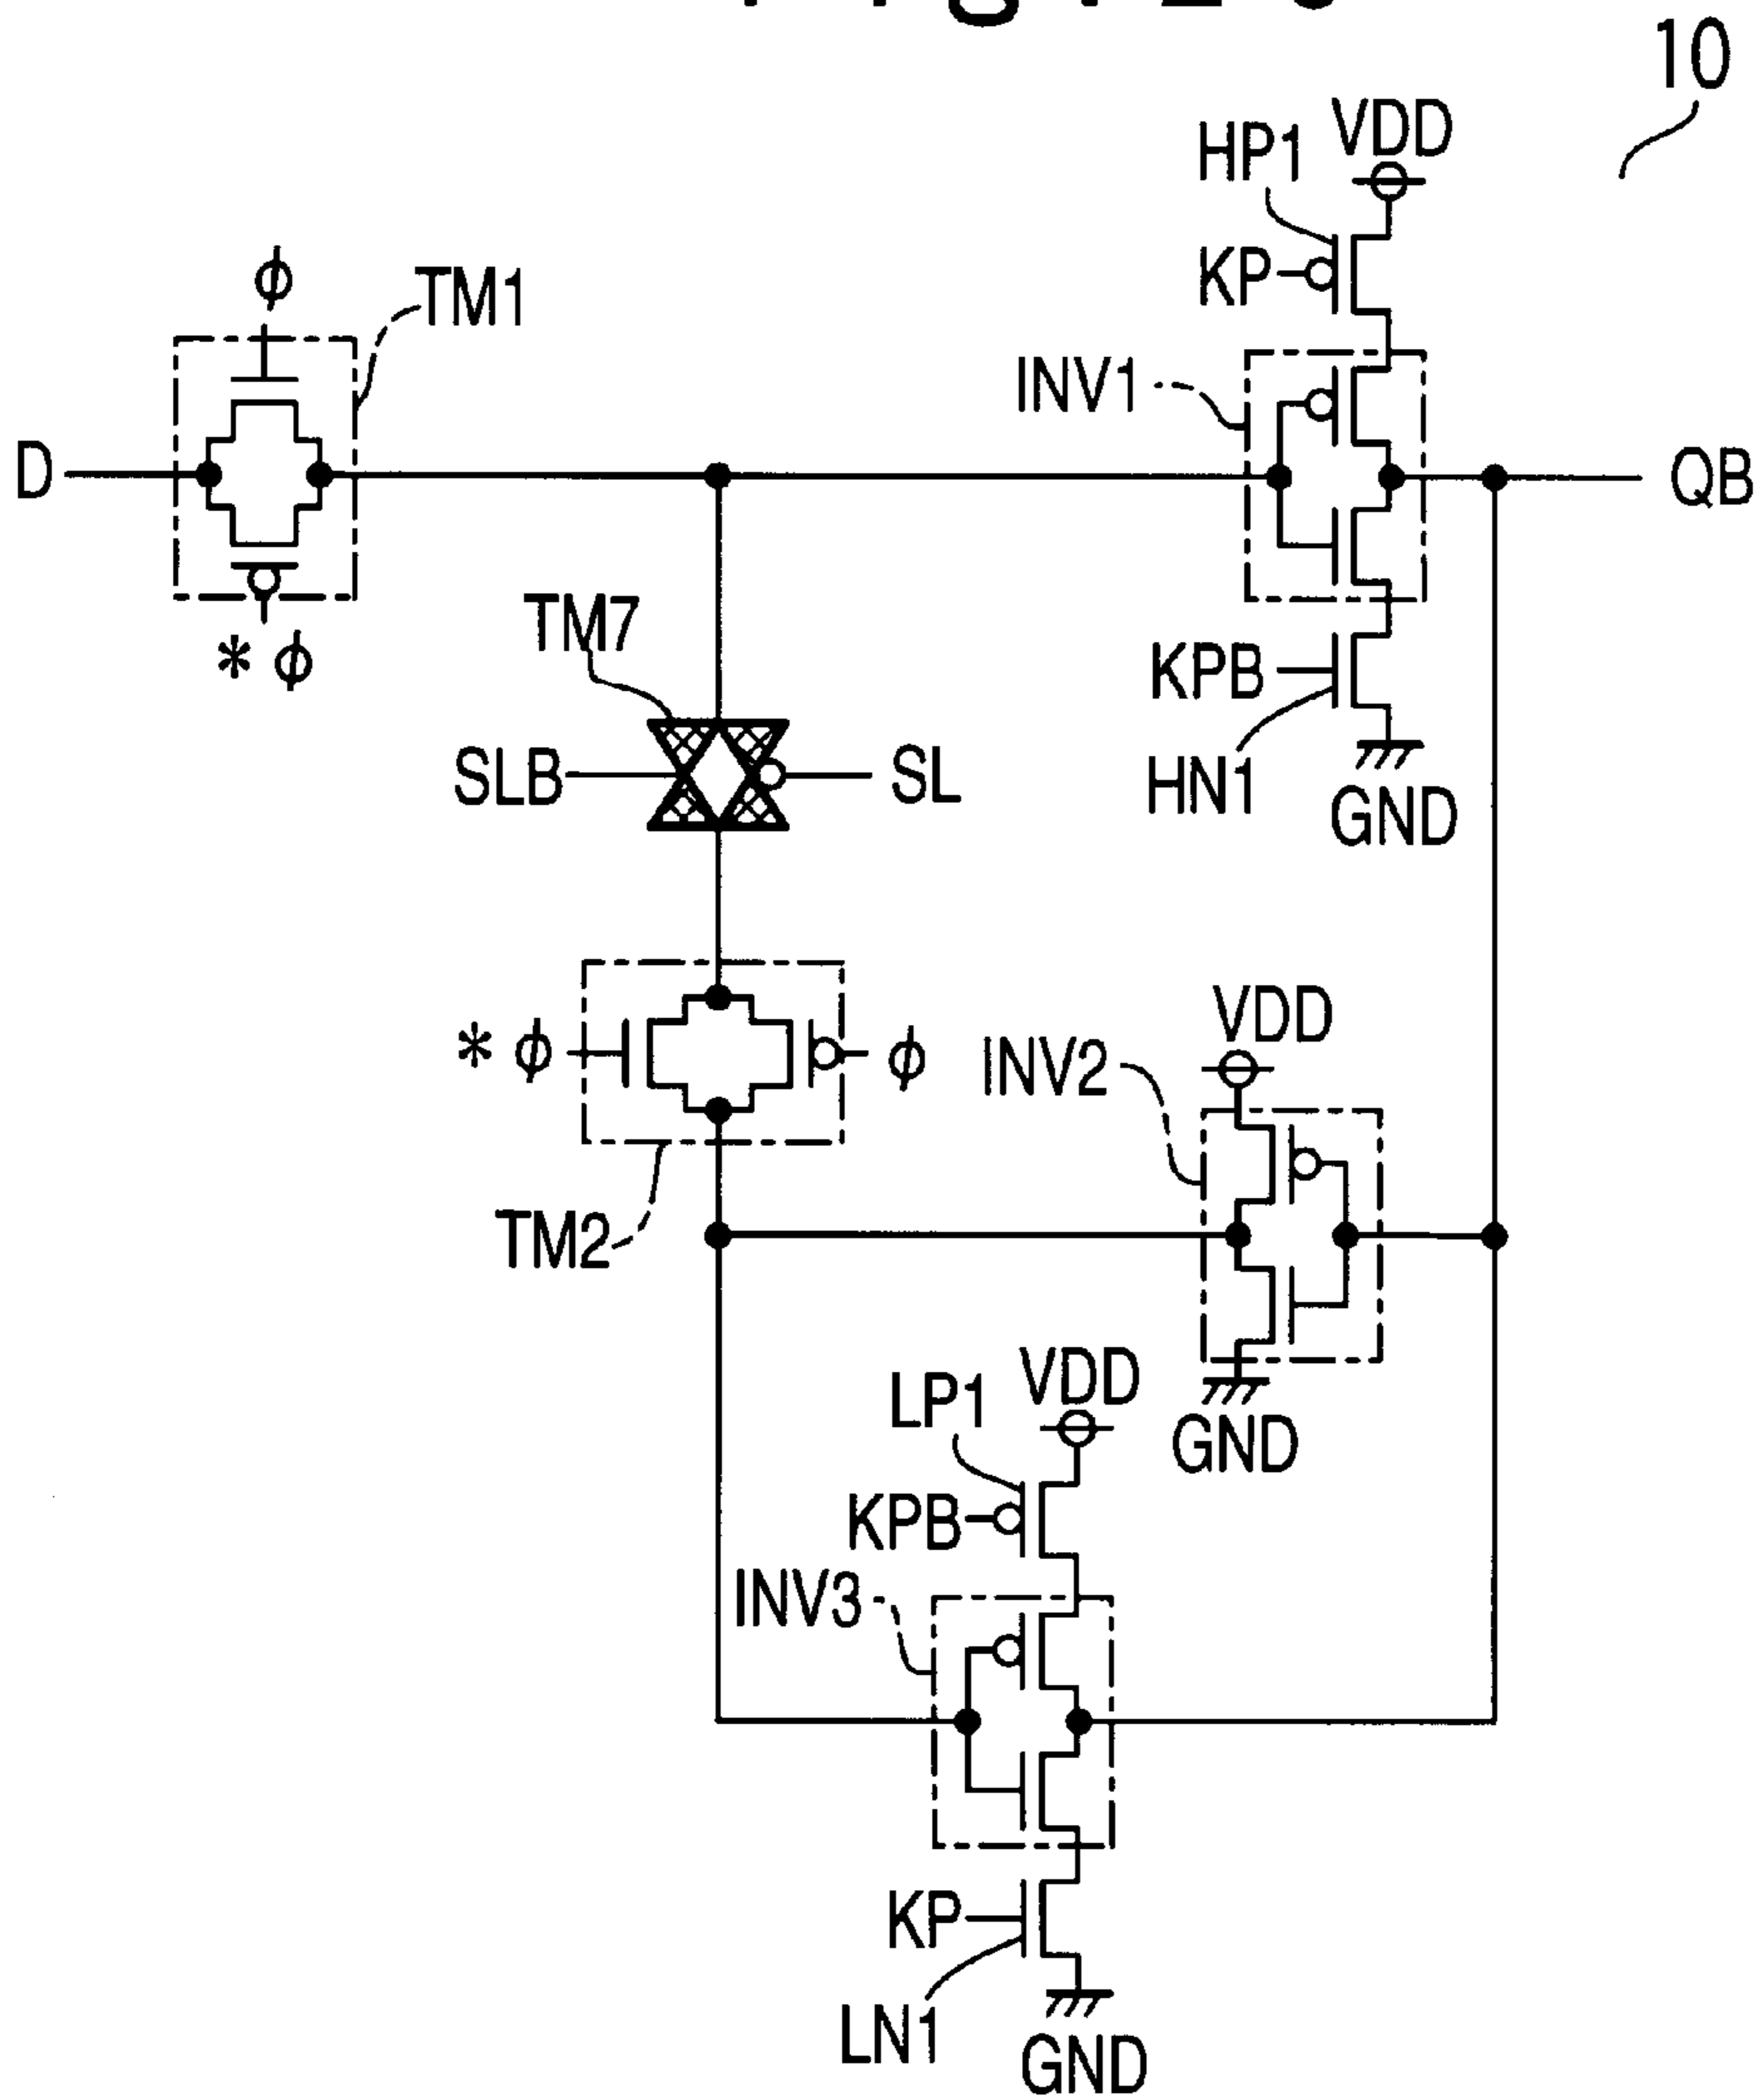 10
VDD
HP1
KP
ϕ
TM1
INV1
D
QB
TM7
* ϕ
KPB
SLB
SL
HN1
GND
VDD
* ϕ
ϕ
INV2
TM2
VDD
LP1
GND
KPB
INV3
KP
LN1
GND